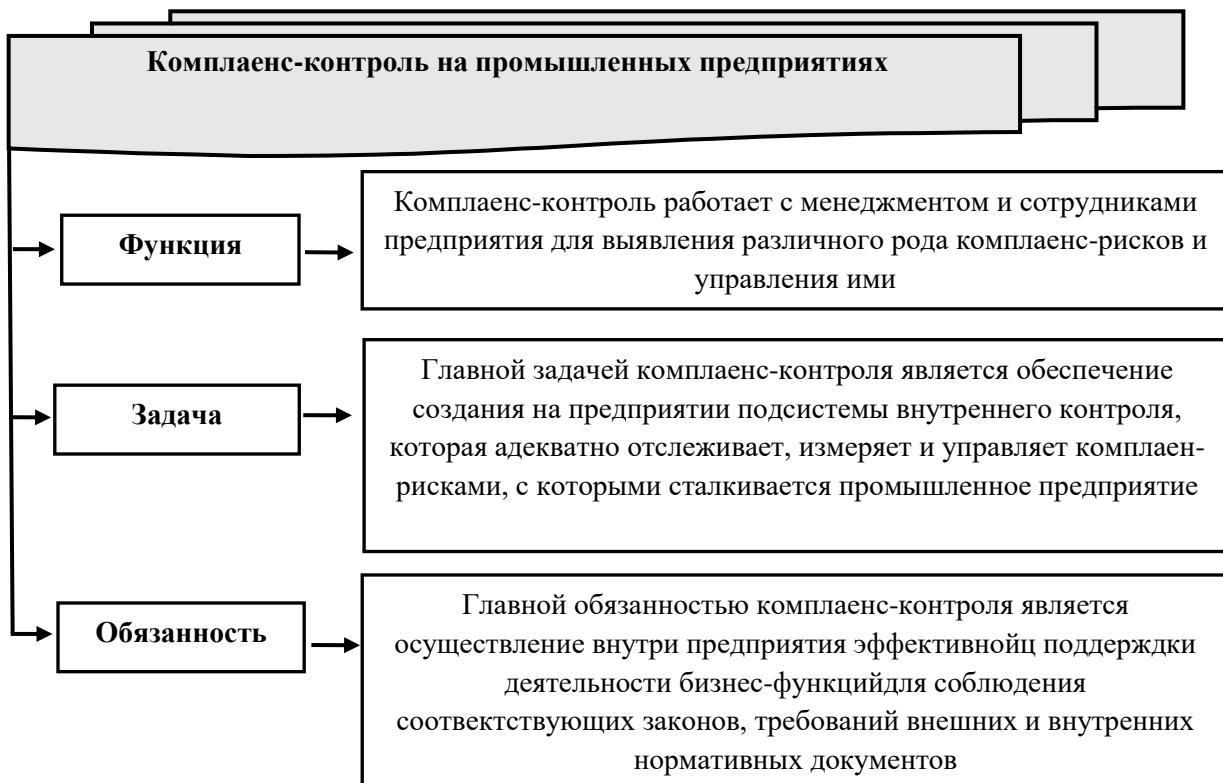 Комплаенс-контроль на промышленных предприятиях
Функция
Комплаенс-контроль работает с менеджментом и сотрудниками
предприятия для выявления различного рода комплаенс-рисков и
управления ими
Задача
Главной задачей комплаенс-контроля является обеспечение
создания на предприятии подсистемы внутреннего контроля,
которая адекватно отслеживает, измеряет и управляет комплаен-
рисками, с которыми сталкивается промышленное предприятие
Обязанность
Главной обязанностью комплаенс-контроля является
осуществление внутри предприятия эффективнойц поддерждки
деятельности бизнес-функцийдля соблюдения
соотвектствующих законов, требований внешних и внутренних
нормативных документов